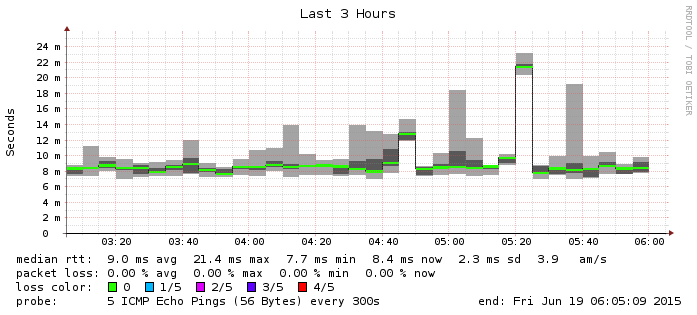 Last 3 Hours
RRDTOOL / TOBI OETIKER
Seconds
24 m
22 m
20 m
18 m
16 m
14 m
12 m
10 m
8 m
6 m
4 m
2 m
0
03:20 03:40 04:00 04:20 04:40 05:00 05:20 05:40 06:00
median rtt: 9.0 ms avg 21.4 ms max 7.7 ms min 8.4 ms now 2.3 ms sd 3.9 am/s
packet loss: 0.00 % avg 0.00 % max 0.00 % min 0.00 % now
loss color: 0 1/5 2/5 3/5 4/5
probe: 5 ICMP Echo Pings (56 Bytes) every 300s end: Fri Jun 19 06:05:09 2015